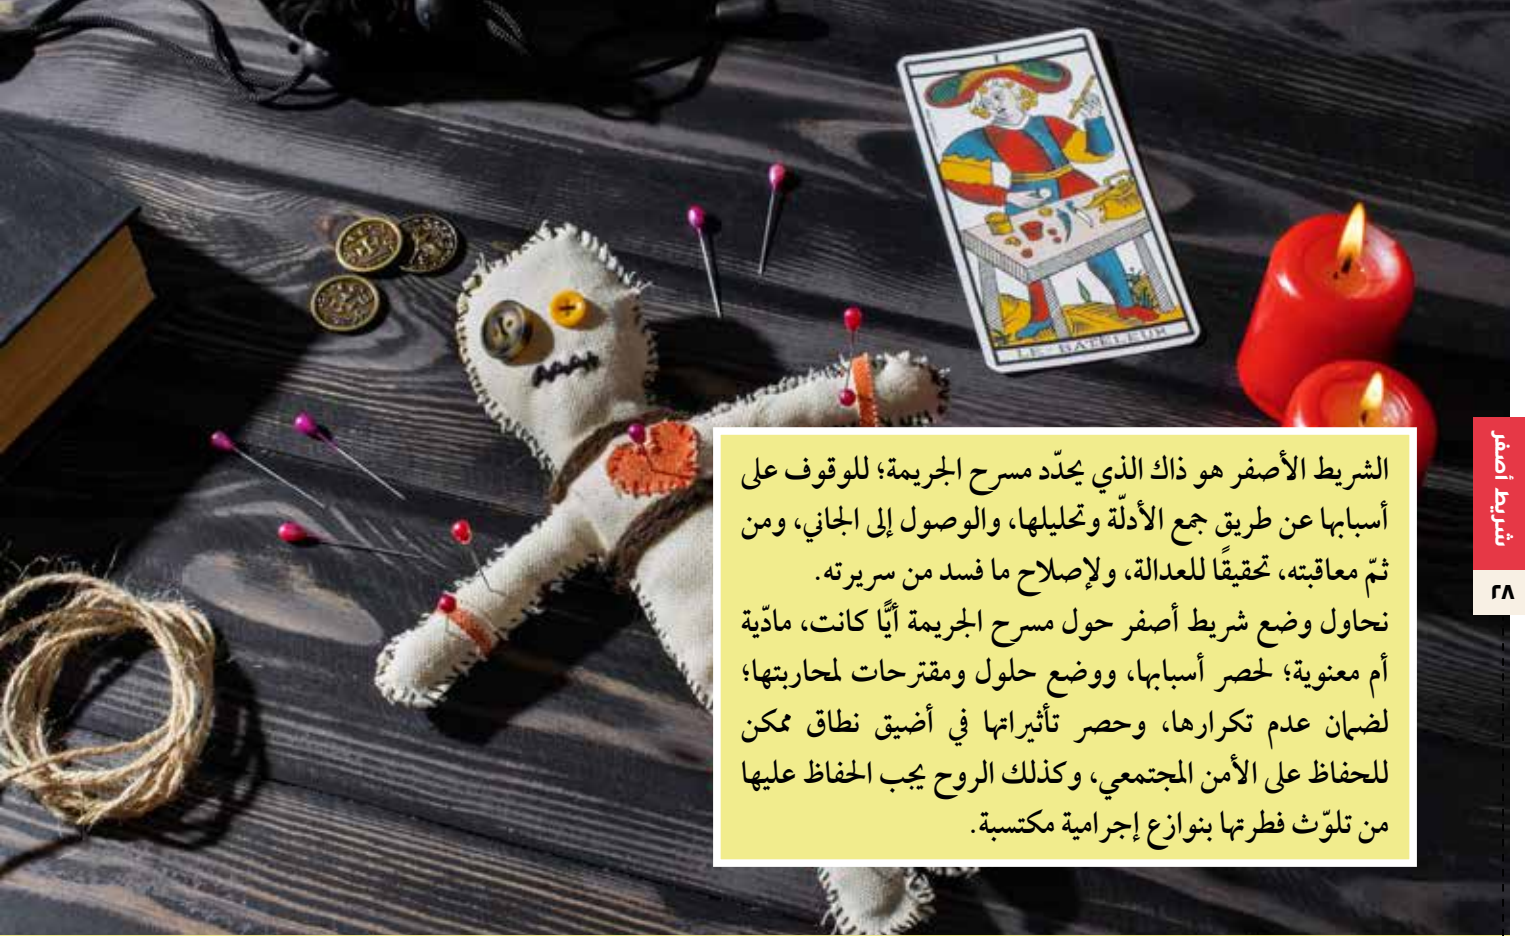 I
LE·BATELEUR
الشريط الأصفر هو ذاك الذي يحدّد مسرح الجريمة؛ للوقوف على
أسبابها عن طريق جمع الأدلّة وتحليلها، والوصول إلى الجاني، ومن
ثمّ معاقبته، تحقيقًا للعدالة، ولإصلاح ما فسد من سريرته.
نحاول وضع شريط أصفر حول مسرح الجريمة أيًّا كانت، مادّية
أم معنوية؛ لحصر أسبابها، ووضع حلول ومقترحات لمحاربتها؛
لضمان عدم تكرارها، وحصر تأثيراتها في أضيق نطاق ممكن
للحفاظ على الأمن المجتمعي، وكذلك الروح يجب الحفاظ عليها
من تلوّث فطرتها بنوازع إجرامية مكتسبة.
شريط أصفر
٢٨